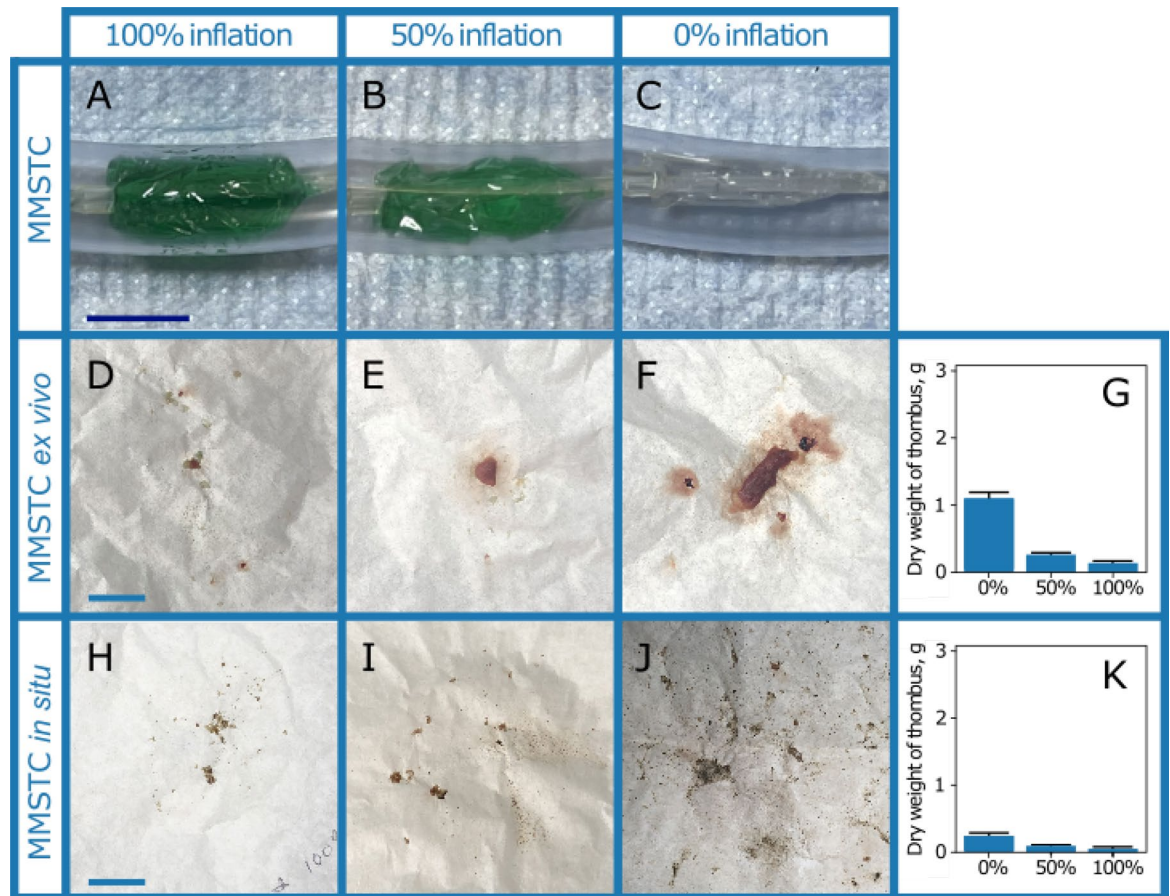 100% inflation
50% inflation
0% inflation
MMSTC
A
B
C
MMSTC ex vivo
D
E
F
G
Dry weight of thombus, g
3
2
1
0
0%
50%
100%
MMSTC in situ
H
I
J
K
Dry weight of thombus, g
3
2
1
0
0%
50%
100%